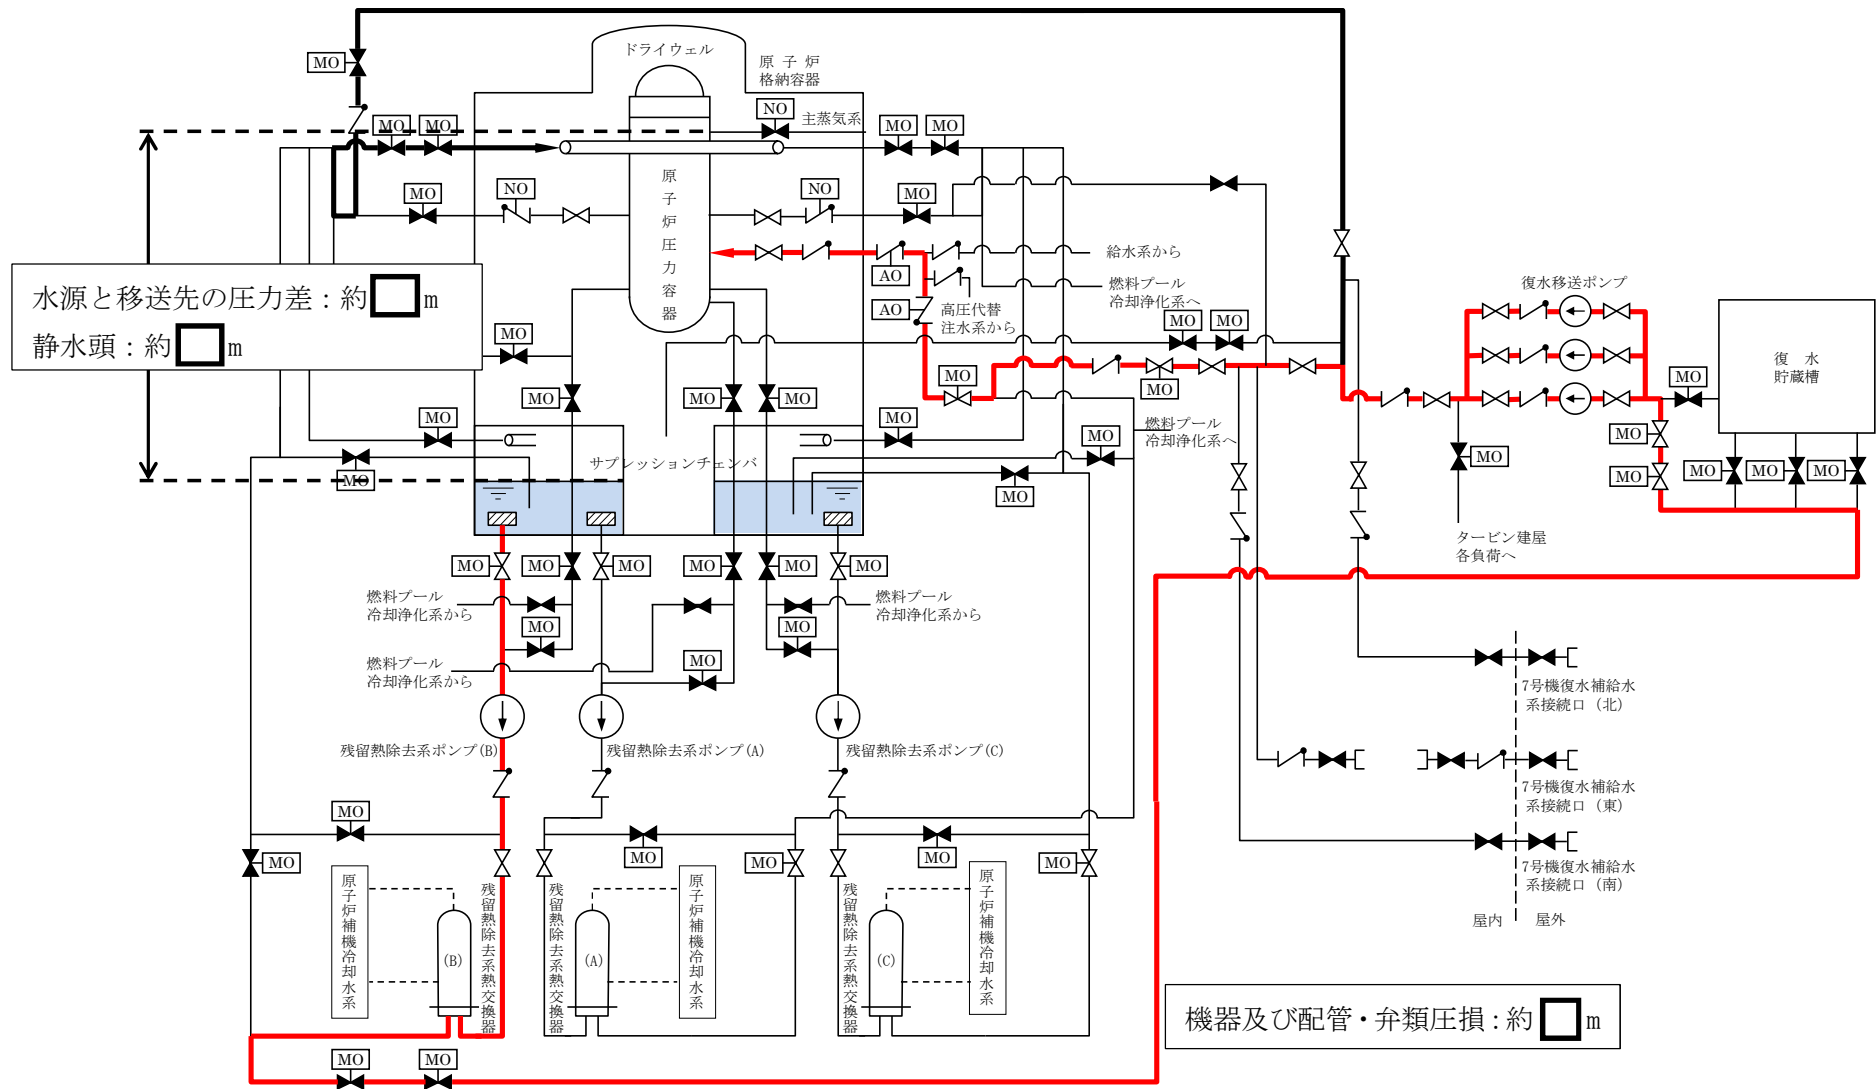 ドライウェル
原子炉
格納容器
MO
NO
主蒸気系
MO
MO
MO
MO
原子炉圧力容器
MO
NO
NO
MO
給水系から
AO
燃料プール
冷却浄化系へ
水源と移送先の圧力差:約□m
静水頭:約□m
AO
高圧代替
注水系から
復水移送ポンプ
MO
MO
MO
復水
貯蔵槽
MO
MO
MO
MO
MO
MO
MO
MO
燃料プール
冷却浄化系へ
MO
MO
MO
サプレッションチェンバ
MO
MO
MO
MO
MO
MO
MO
タービン建屋
各負荷へ
MO
MO
MO
MO
MO
MO
燃料プール
冷却浄化系から
燃料プール
冷却浄化系から
MO
MO
燃料プール
冷却浄化系から
MO
7号機復水補給水
系接続口(北)
残留熱除去系ポンプ(B)
残留熱除去系ポンプ(A)
残留熱除去系ポンプ(C)
7号機復水補給水
系接続口(東)
MO
MO
MO
MO
MO
MO
7号機復水補給水
系接続口(南)
原子炉補機冷却水系
(B)
残留熱除去系熱交換器
残留熱除去系熱交換器
(A)
原子炉補機冷却水系
残留熱除去系熱交換器
(C)
原子炉補機冷却水系
屋内
屋外
機器及び配管・弁類圧損:約□m
MO
MO